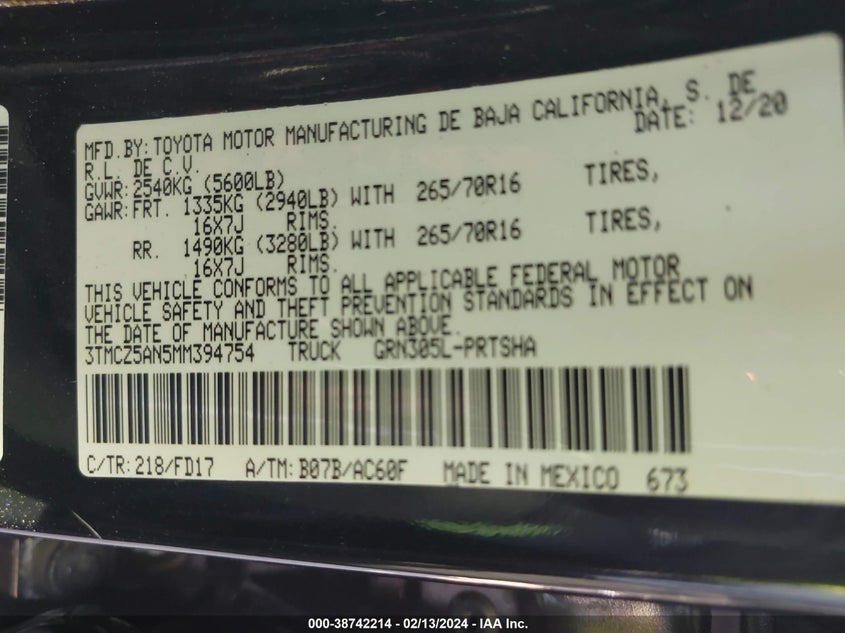 MFD.BY:TOYOTA MOTOR MANUFACTURING DE BAJA CALIFORNIA, S. DE
R.L. DE C.V. DATE: 12/20
GVWR:2540KG (5600LB)
GAWR:FRT. 1335KG (2940LB) WITH 265/70R16 TIRES,
16X7J RIMS.
RR. 1490KG (3280LB) WITH 265/70R16 TIRES,
16X7J RIMS.
THIS VEHICLE CONFORMS TO ALL APPLICABLE FEDERAL MOTOR
VEHICLE SAFETY AND THEFT PREVENTION STANDARDS IN EFFECT ON
THE DATE OF MANUFACTURE SHOWN ABOVE.
3TMCZ5AN5MM394754 TRUCK GRN305L-PRTSHA
C/TR:218/FD17 A/TM:B07B/AC60F MADE IN MEXICO 673
000-38742214 - 02/13/2024 - IAA Inc.